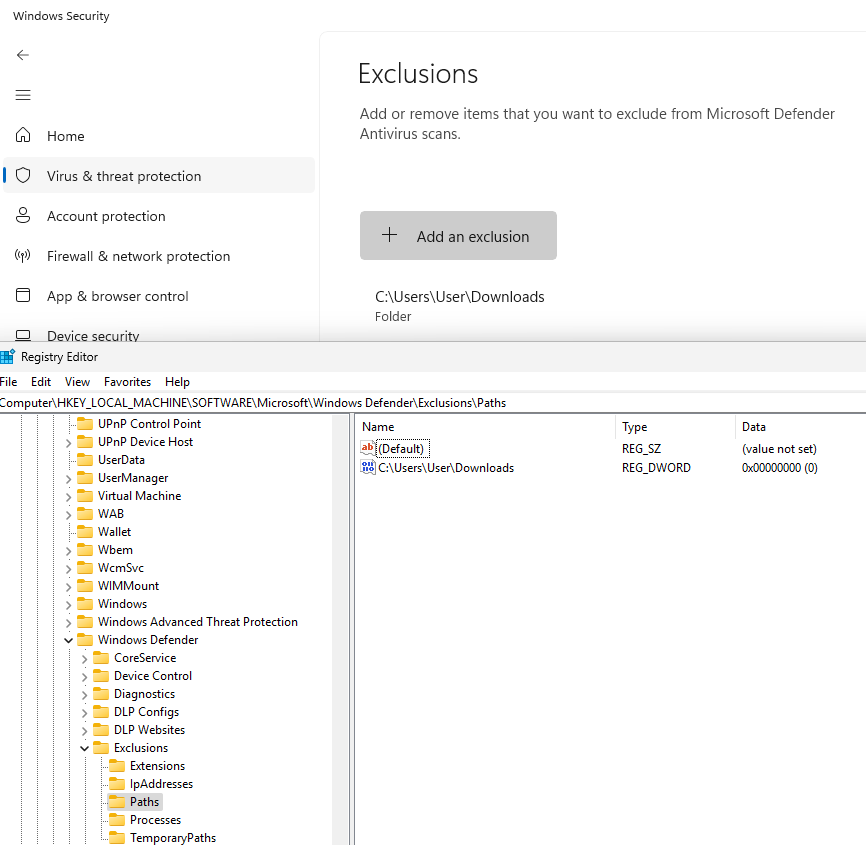 Windows Security
Exclusions
Add or remove items that you want to exclude from Microsoft Defender
Antivirus scans.
Home
Virus & threat protection
Account protection
Firewall & network protection
App & browser control
Device security
Add an exclusion
C:\Users\User\Downloads
Folder
Registry Editor
File Edit View Favorites Help
Computer\HKEY_LOCAL_MACHINE\SOFTWARE\Microsoft\Windows Defender\Exclusions\Paths
UPnP Control Point
UPnP Device Host
UserData
UserManager
Virtual Machine
WAB
Wallet
Wbem
WcmSvc
WIMMount
Windows
Windows Advanced Threat Protection
Windows Defender
CoreService
Device Control
Diagnostics
DLP Configs
DLP Websites
Exclusions
Extensions
IpAddresses
Paths
Processes
TemporaryPaths
Name Type Data
(Default) REG_SZ (value not set)
C:\Users\User\Downloads REG_DWORD 0x00000000 (0)